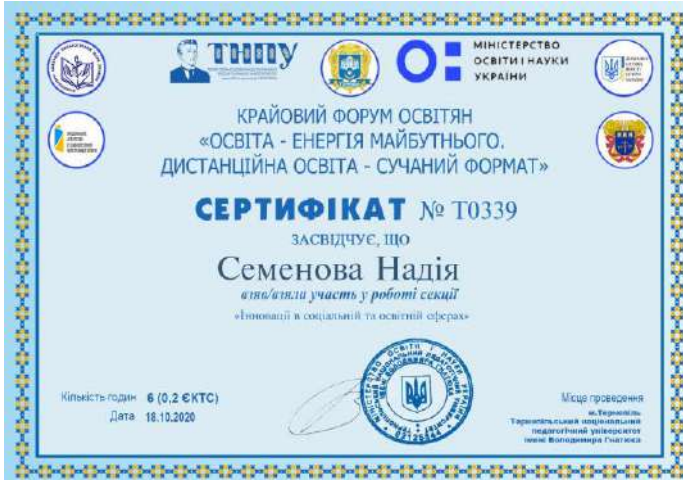 ТНПУ
МІНІСТЕРСТВО
ОСВІТИ І НАУКИ
УКРАЇНИ
КРАЙОВИЙ ФОРУМ ОСВІТЯН
«ОСВІТА - ЕНЕРГІЯ МАЙБУТНЬОГО.
ДИСТАНЦІЙНА ОСВІТА - СУЧАНИЙ ФОРМАТ»
СЕРТИФІКАТ № Т0339
ЗАСВІДЧУЄ, ЩО
Семенова Надія
взяв/взяла участь у роботі секції
«Інновації в соціальній та освітній сферах»
Кількість годин 6 (0,2 ЄКТС)
Дата 18.10.2020
Місце проведення
м.Тернопіль
Тернопільський національний
педагогічний університет
імені Володимира Гнатюка